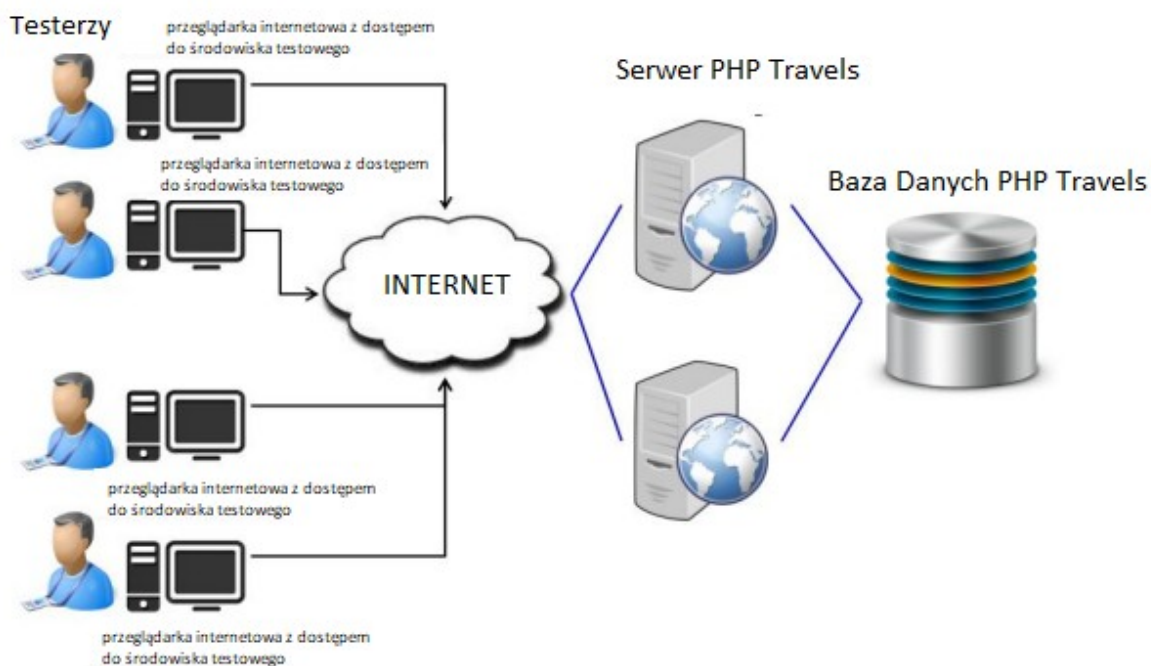 Testerzy
przeglądarka internetowa z dostępem
do środowiska testowego
przeglądarka internetowa z dostępem
do środowiska testowego
Serwer PHP Travels
Baza Danych PHP Travels
INTERNET
przeglądarka internetowa z dostępem
do środowiska testowego
przeglądarka internetowa z dostępem
do środowiska testowego